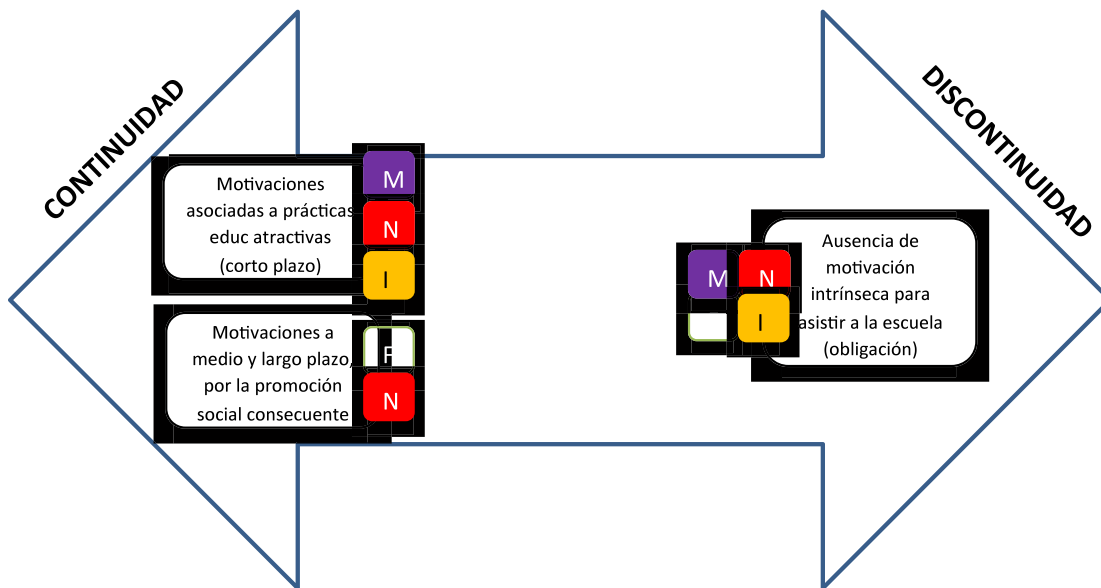 CONTINUIDAD
DISCONTINUIDAD
Motivaciones
asociadas a prácticas
educ atractivas
(corto plazo)
M
N
I
Motivaciones a
medio y largo plazo,
por la promoción
social consecuente
F
N
M
N
I
Ausencia de
motivación
intrínseca para
asistir a la escuela
(obligación)